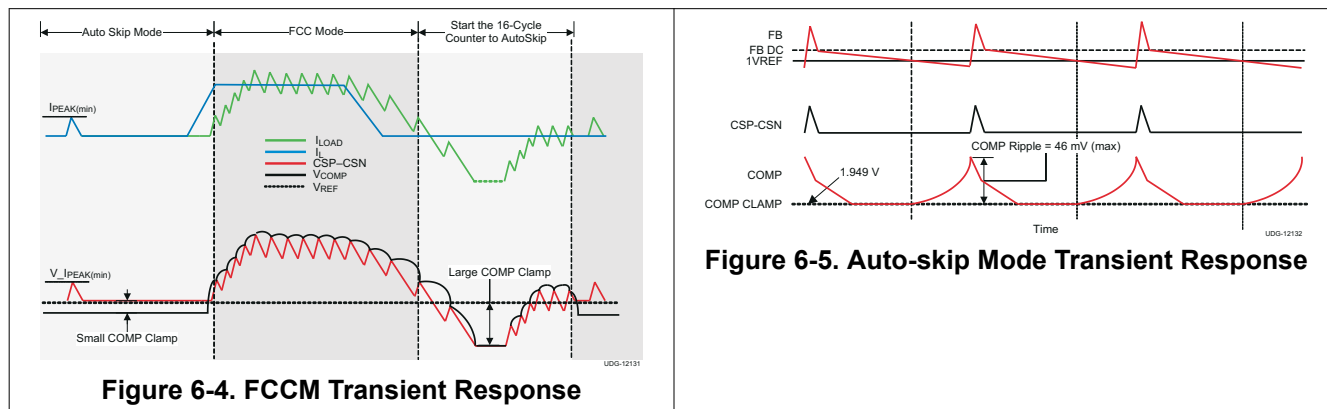 Auto Skip Mode
FCC Mode
Start the 16-Cycle
Counter to AutoSkip
IPEAK(min)
ILOAD
IL
CSP–CSN
VCOMP
VREF
V_IPEAK(min)
Large COMP Clamp
Small COMP Clamp
UDG-12131
Figure 6-4. FCCM Transient Response
FB
FB DC
1VREF
CSP-CSN
COMP Ripple = 46 mV (max)
COMP
1.949 V
COMP CLAMP
Time
UDG-12132
Figure 6-5. Auto-skip Mode Transient Response